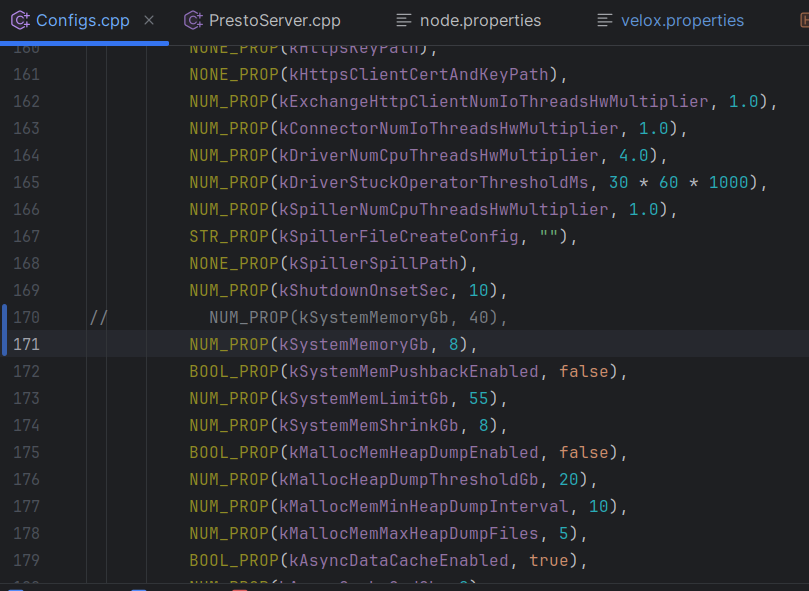 Configs.cpp × PrestoServer.cpp node.properties velox.properties
160 NONE_PROP(kHttpsKeyPath),
161 NONE_PROP(kHttpsClientCertAndKeyPath),
162 NUM_PROP(kExchangeHttpClientNumIoThreadsHwMultiplier, 1.0),
163 NUM_PROP(kConnectorNumIoThreadsHwMultiplier, 1.0),
164 NUM_PROP(kDriverNumCpuThreadsHwMultiplier, 4.0),
165 NUM_PROP(kDriverStuckOperatorThresholdMs, 30 * 60 * 1000),
166 NUM_PROP(kSpillerNumCpuThreadsHwMultiplier, 1.0),
167 STR_PROP(kSpillerFileCreateConfig, ""),
168 NONE_PROP(kSpillerSpillPath),
169 NUM_PROP(kShutdownOnsetSec, 10),
170 // NUM_PROP(kSystemMemoryGb, 40),
171 NUM_PROP(kSystemMemoryGb, 8),
172 BOOL_PROP(kSystemMemPushbackEnabled, false),
173 NUM_PROP(kSystemMemLimitGb, 55),
174 NUM_PROP(kSystemMemShrinkGb, 8),
175 BOOL_PROP(kMallocMemHeapDumpEnabled, false),
176 NUM_PROP(kMallocHeapDumpThresholdGb, 20),
177 NUM_PROP(kMallocMemMinHeapDumpInterval, 10),
178 NUM_PROP(kMallocMemMaxHeapDumpFiles, 5),
179 BOOL_PROP(kAsyncDataCacheEnabled, true),